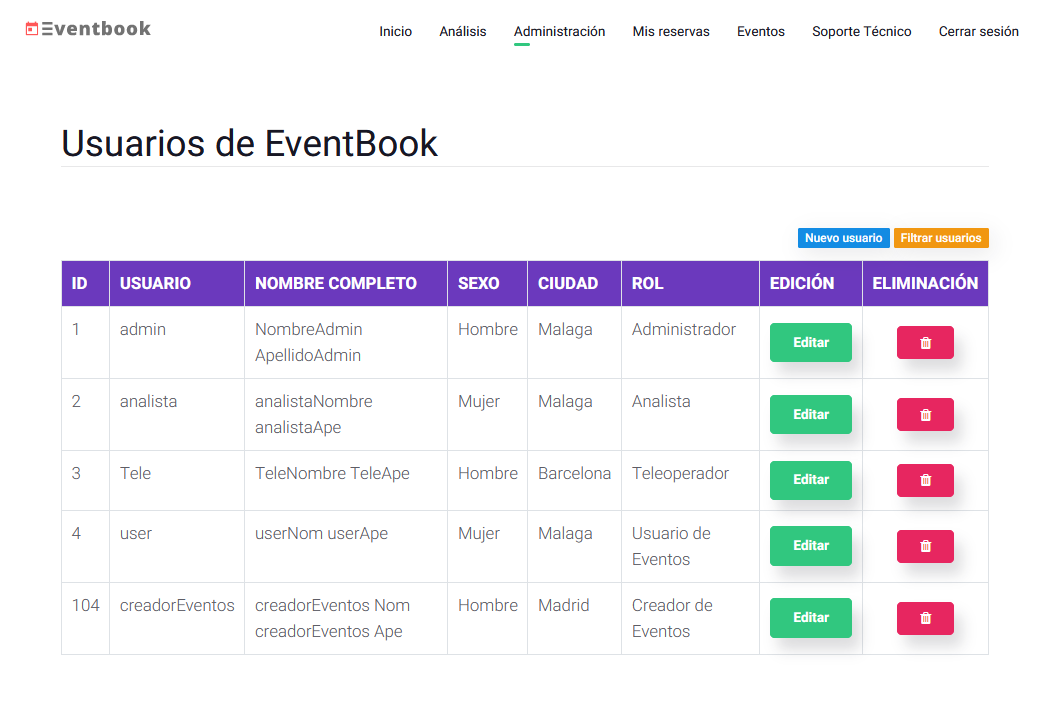 Eventbook
Inicio Análisis Administración Mis reservas Eventos Soporte Técnico Cerrar sesión
Usuarios de EventBook
Nuevo usuario Filtrar usuarios
ID USUARIO NOMBRE COMPLETO SEXO CIUDAD ROL EDICIÓN ELIMINACIÓN
1 admin NombreAdmin Hombre Malaga Administrador Editar
ApellidoAdmin
2 analista analistaNombre Mujer Malaga Analista Editar
analistaApe
3 Tele TeleNombre TeleApe Hombre Barcelona Teleoperador Editar
4 user userNom userApe Mujer Malaga Usuario de Editar
Eventos
104 creadorEventos creadorEventos Nom Hombre Madrid Creador de Editar
creadorEventos Ape Eventos